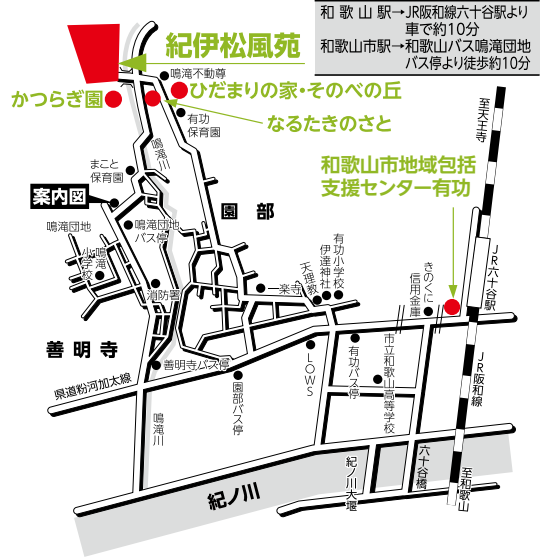 和歌山駅→JR阪和線六十谷駅より
車で約10分
和歌山市駅→和歌山バス鳴滝団地
バス停より徒歩約10分
紀伊松風苑
鳴滝不動尊
ひだまりの家・そのべの丘
かつらぎ園
なるたきのさと
有功
保育園
至天王寺
鳴滝川
まこと
保育園
和歌山市地域包括
支援センター有功
案内図
園部
鳴滝団地
鳴滝団地
バス停
鳴滝
小学校
JR六十谷駅
有功小学校
伊達神社
天理教
きのくに
信用金庫
消防署
一楽寺
善明寺
善明寺バス停
LOWS
有功バス停
市立和歌山高等学校
JR阪和線
県道粉河加太線
園部バス停
鳴滝川
六十谷橋
紀ノ川大堰
至和歌山
紀ノ川